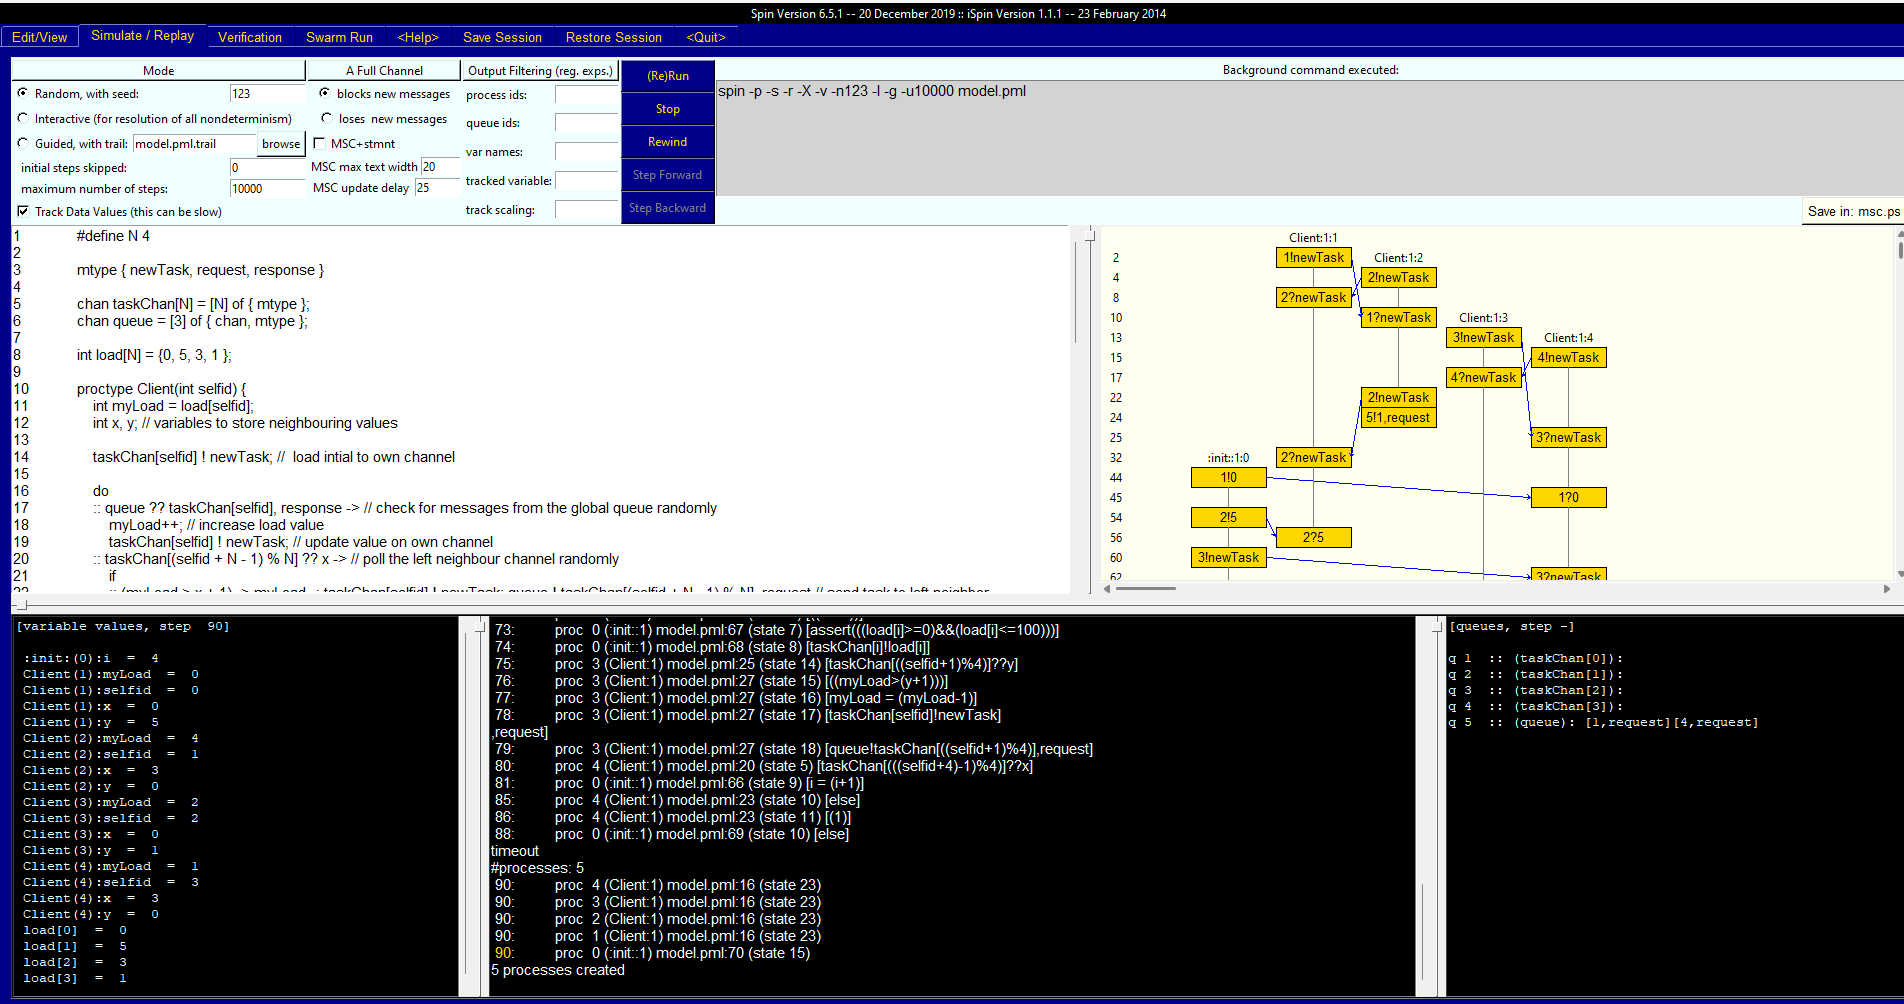 Spin Version 6.5.1 -- 20 December 2019 :: iSpin Version 1.1.1 -- 23 February 2014
Edit/View Simulate / Replay Verification Swarm Run <Help> Save Session Restore Session <Quit>
Mode
Random, with seed: 123
Interactive (for resolution of all nondeterminism)
Guided, with trail: model.pml.trail browse
initial steps skipped: 0
maximum number of steps: 10000
Track Data Values (this can be slow)
A Full Channel
blocks new messages
loses new messages
MSC+stmnt
MSC max text width 20
MSC update delay 25
Output Filtering (reg. exps.)
process ids:
queue ids:
var names:
tracked variable:
track scaling:
(Re)Run
Stop
Rewind
Step Forward
Step Backward
Background command executed:
spin -p -s -r -X -v -n123 -l -g -u10000 model.pml
Save in: msc.ps
1 #define N 4
2
3 mtype { newTask, request, response }
4
5 chan taskChan[N] = [N] of { mtype };
6 chan queue = [3] of { chan, mtype };
7
8 int load[N] = {0, 5, 3, 1 };
9
10 proctype Client(int selfid) {
11 int myLoad = load[selfid];
12 int x, y; // variables to store neighbouring values
13
14 taskChan[selfid] ! newTask; // load intial to own channel
15
16 do
17 :: queue ?? taskChan[selfid], response -> // check for messages from the global queue randomly
18 myLoad++; // increase load value
19 taskChan[selfid] ! newTask; // update value on own channel
20 :: taskChan[(selfid + N - 1) % N] ?? x -> // poll the left neighbour channel randomly
21 if
22 :: (myLoad > x + 1) -> myLoad--; taskChan[selfid] ! newTask; queue ! taskChan[(selfid + N - 1) % N], request // send task to left neighbor
Client:1:1
2 1!newTask Client:1:2
4 2!newTask
8 2?newTask
10 1?newTask Client:1:3
13 3!newTask Client:1:4
15 4!newTask
17 4?newTask
22 2!newTask
24 5!1,request
25 3?newTask
32 :init::1:0 2?newTask
44 1!0
45 1?0
54 2!5
56 2?5
60 3!newTask
62 3?newTask
[variable values, step 90]
:init:(0):i = 4
Client(1):myLoad = 0
Client(1):selfid = 0
Client(1):x = 0
Client(1):y = 5
Client(2):myLoad = 4
Client(2):selfid = 1
Client(2):x = 3
Client(2):y = 0
Client(3):myLoad = 2
Client(3):selfid = 2
Client(3):x = 0
Client(3):y = 1
Client(4):myLoad = 1
Client(4):selfid = 3
Client(4):x = 3
Client(4):y = 0
load[0] = 0
load[1] = 5
load[2] = 3
load[3] = 1
73: proc 0 (:init::1) model.pml:67 (state 7) [assert(((load[i]>=0)&&(load[i]<=100)))]
74: proc 0 (:init::1) model.pml:68 (state 8) [taskChan[i]!load[i]]
75: proc 3 (Client:1) model.pml:25 (state 14) [taskChan[((selfid+1)%4)]??y]
76: proc 3 (Client:1) model.pml:27 (state 15) [((myLoad>(y+1)))]
77: proc 3 (Client:1) model.pml:27 (state 16) [myLoad = (myLoad-1)]
78: proc 3 (Client:1) model.pml:27 (state 17) [taskChan[selfid]!newTask]
,request]
79: proc 3 (Client:1) model.pml:27 (state 18) [queue!taskChan[((selfid+1)%4)],request]
80: proc 4 (Client:1) model.pml:20 (state 5) [taskChan[(((selfid+4)-1)%4)]??x]
81: proc 0 (:init::1) model.pml:66 (state 9) [i = (i+1)]
85: proc 4 (Client:1) model.pml:23 (state 10) [else]
86: proc 4 (Client:1) model.pml:23 (state 11) [(1)]
88: proc 0 (:init::1) model.pml:69 (state 10) [else]
timeout
#processes: 5
90: proc 4 (Client:1) model.pml:16 (state 23)
90: proc 3 (Client:1) model.pml:16 (state 23)
90: proc 2 (Client:1) model.pml:16 (state 23)
90: proc 1 (Client:1) model.pml:16 (state 23)
90: proc 0 (:init::1) model.pml:70 (state 15)
5 processes created
[queues, step -]
q 1 :: (taskChan[0]):
q 2 :: (taskChan[1]):
q 3 :: (taskChan[2]):
q 4 :: (taskChan[3]):
q 5 :: (queue): [1,request][4,request]